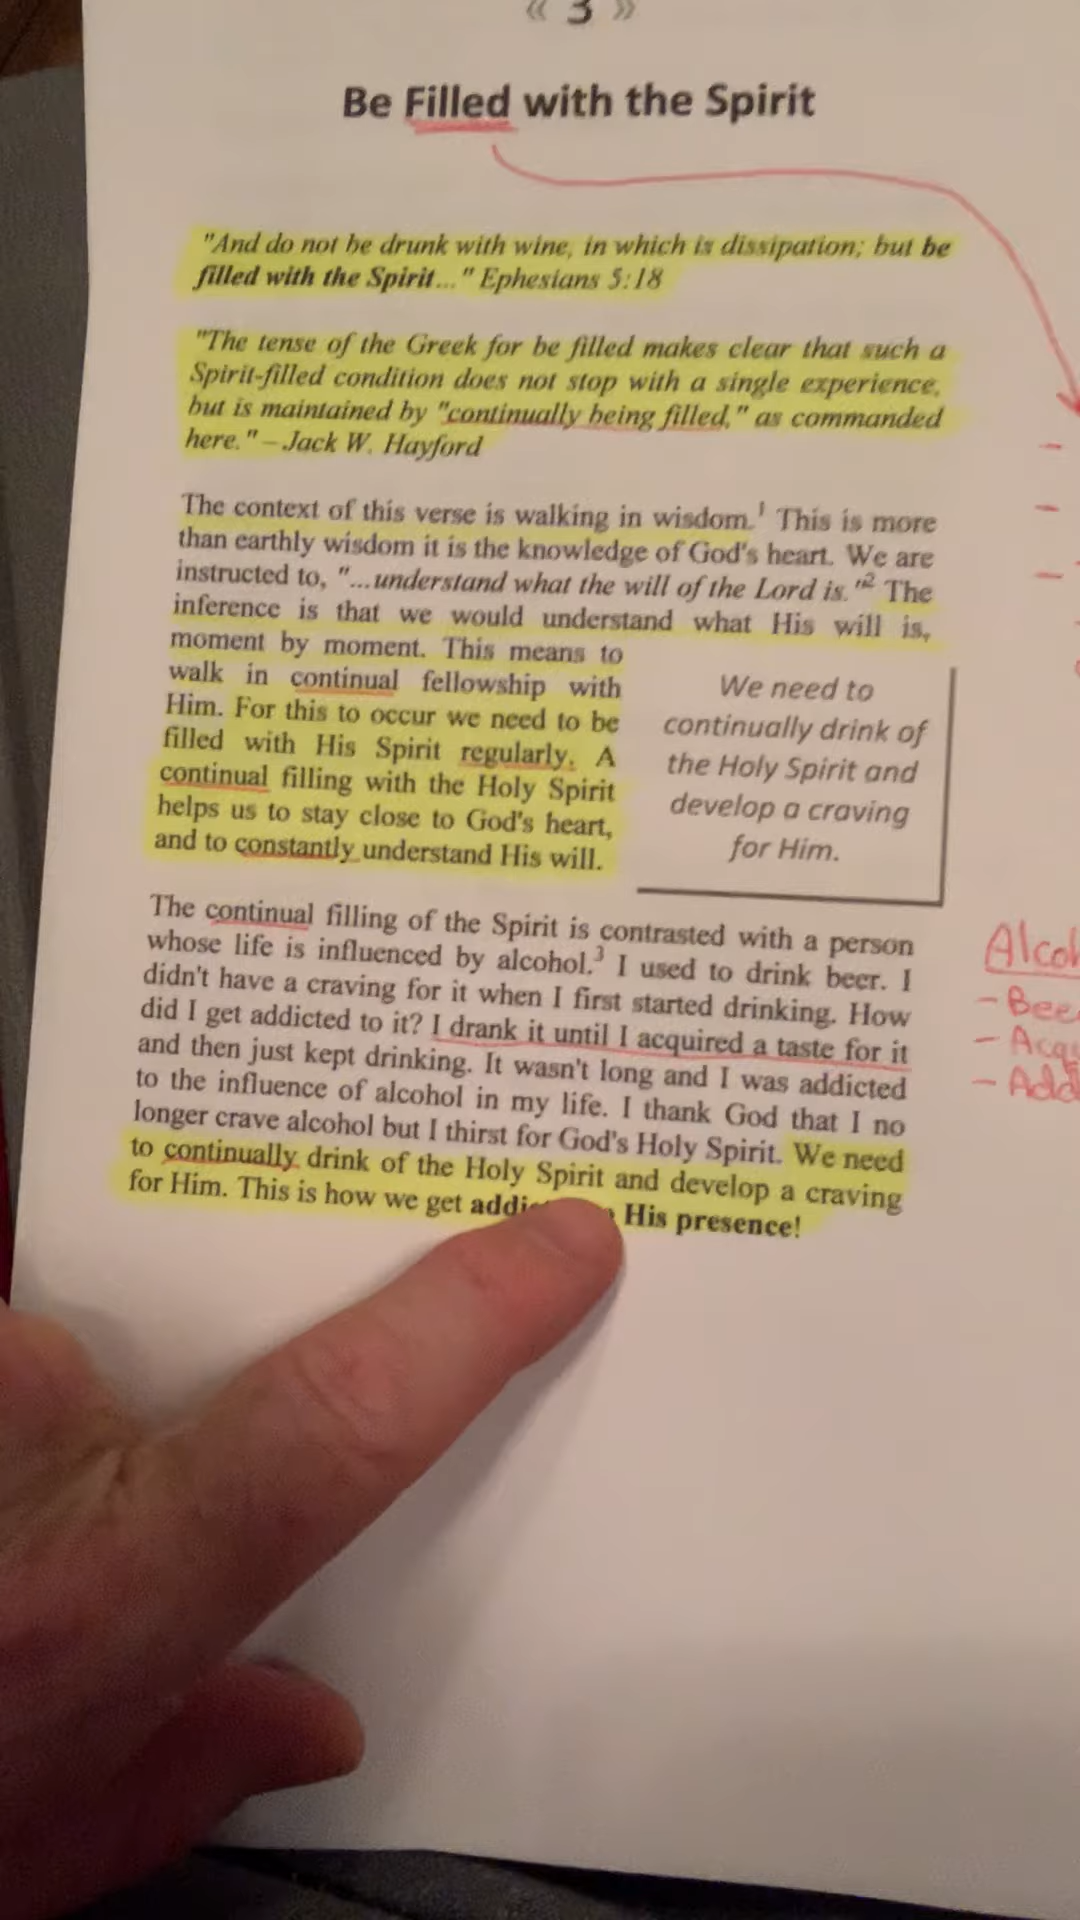 « 3 »
Be Filled with the Spirit
"And do not be drunk with wine, in which is dissipation; but be
filled with the Spirit..." Ephesians 5:18
"The tense of the Greek for be filled makes clear that such a
Spirit-filled condition does not stop with a single experience,
but is maintained by "continually being filled," as commanded
here." – Jack W. Hayford
The context of this verse is walking in wisdom.1 This is more
than earthly wisdom it is the knowledge of God's heart. We are
instructed to, "...understand what the will of the Lord is."2 The
inference is that we would understand what His will is,
moment by moment. This means to
walk in continual fellowship with
Him. For this to occur we need to be
filled with His Spirit regularly. A
continual filling with the Holy Spirit
helps us to stay close to God's heart,
and to constantly understand His will.
We need to
continually drink of
the Holy Spirit and
develop a craving
for Him.
The continual filling of the Spirit is contrasted with a person
whose life is influenced by alcohol.3 I used to drink beer. I
didn't have a craving for it when I first started drinking. How
did I get addicted to it? I drank it until I acquired a taste for it
and then just kept drinking. It wasn't long and I was addicted
to the influence of alcohol in my life. I thank God that I no
longer crave alcohol but I thirst for God's Holy Spirit. We need
to continually drink of the Holy Spirit and develop a craving
for Him. This is how we get His presence!